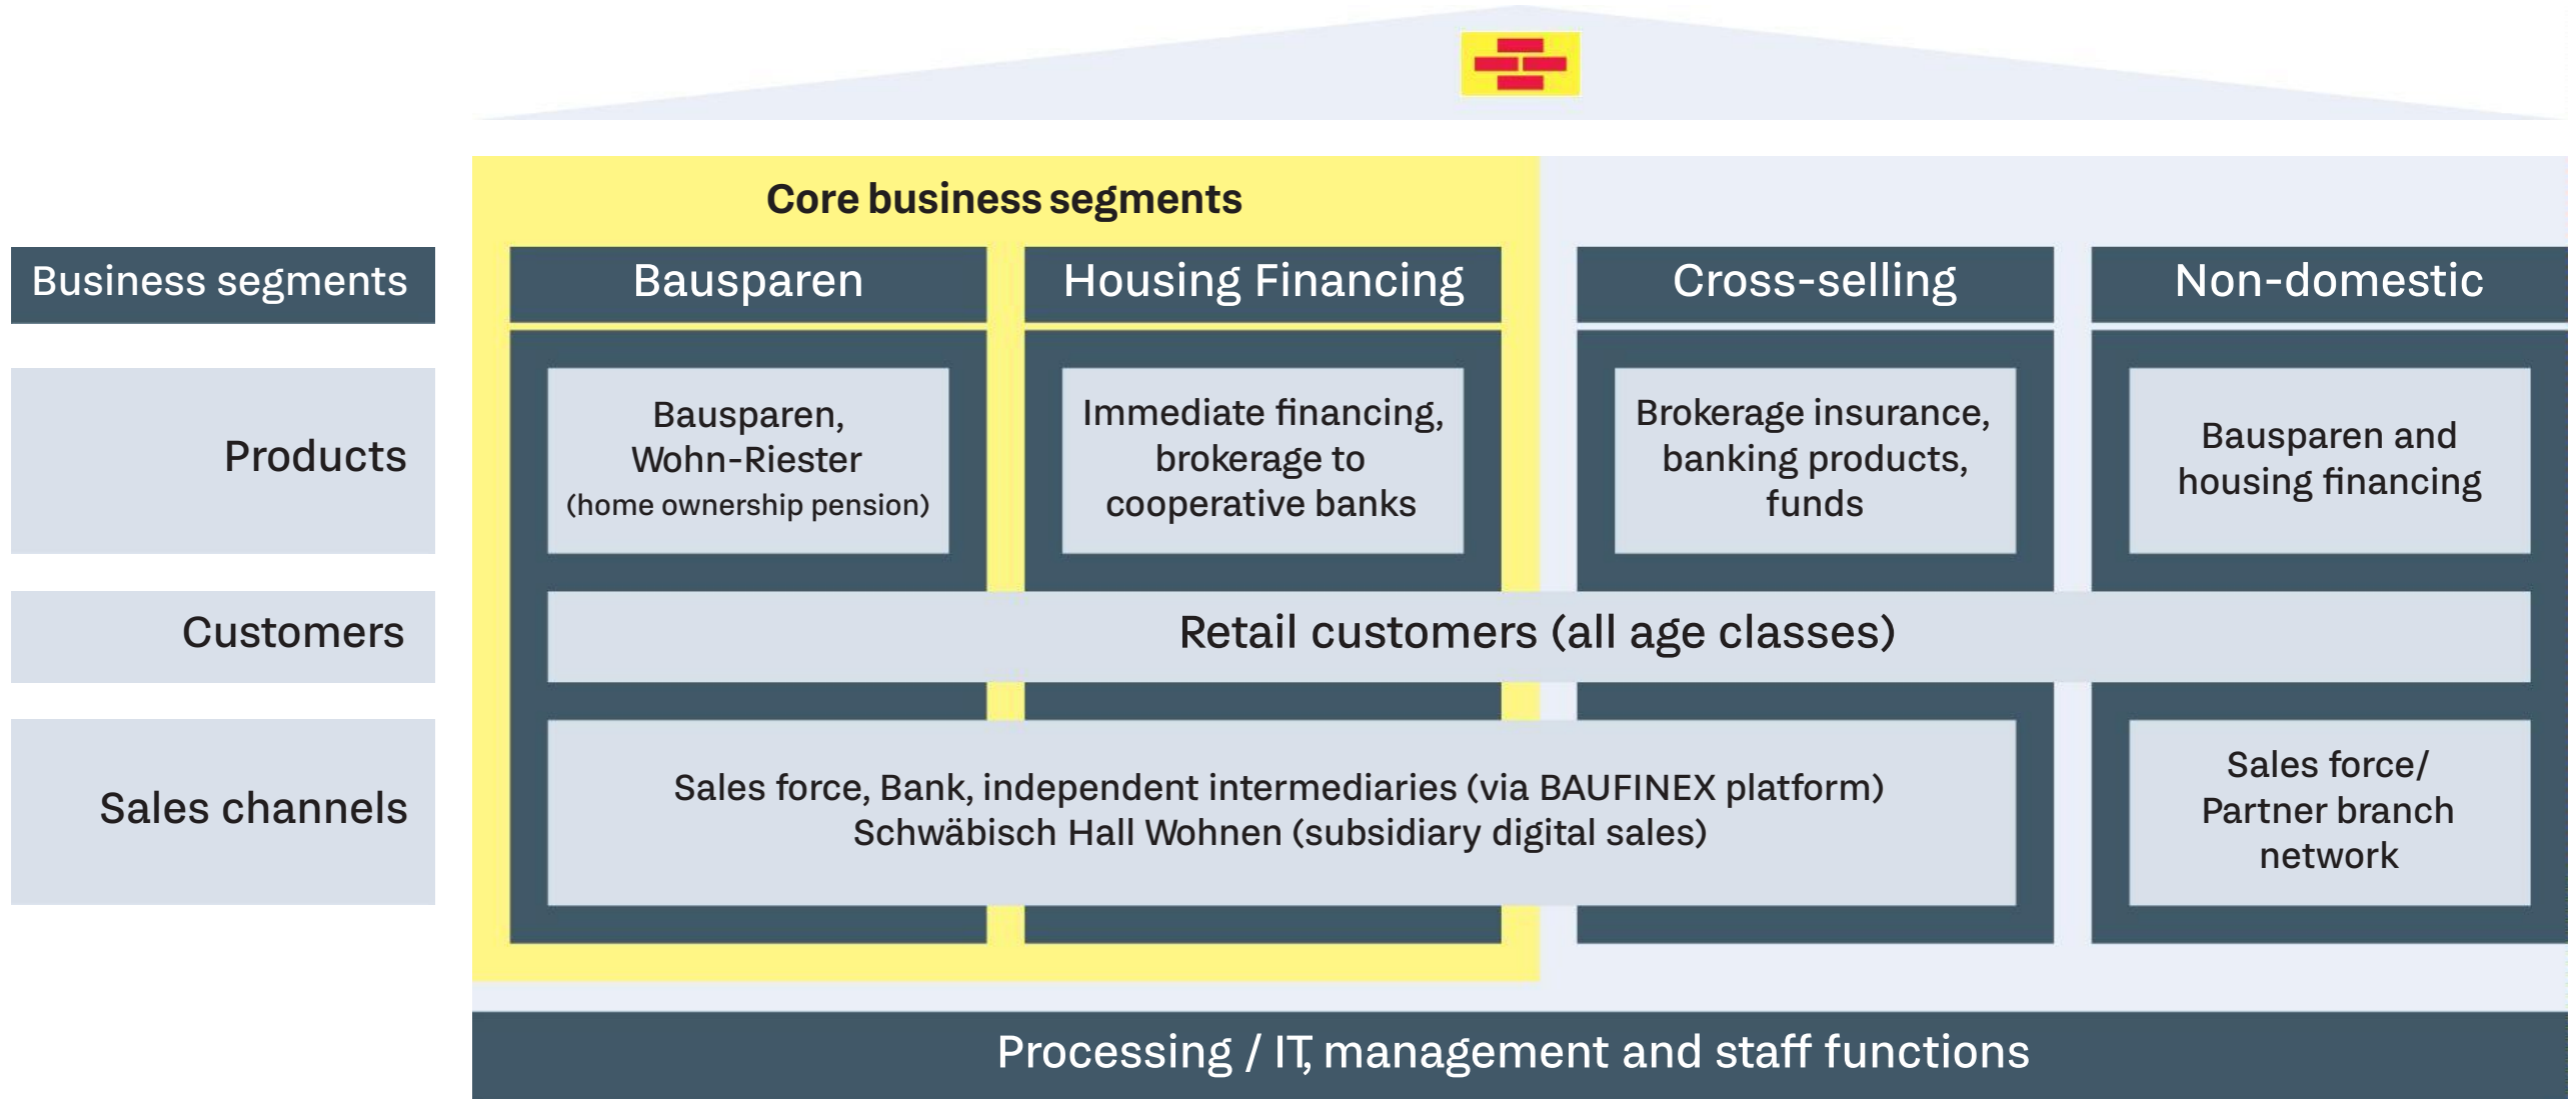 Core business segments
Business segments
Bausparen
Housing Financing
Cross-selling
Non-domestic
Products
Bausparen,
Wohn-Riester
(home ownership pension)
Immediate financing,
brokerage to
cooperative banks
Brokerage insurance,
banking products,
funds
Bausparen and
housing financing
Customers
Retail customers (all age classes)
Sales channels
Sales force, Bank, independent intermediaries (via BAUFINEX platform)
Schwäbisch Hall Wohnen (subsidiary digital sales)
Sales force/
Partner branch
network
Processing / IT, management and staff functions